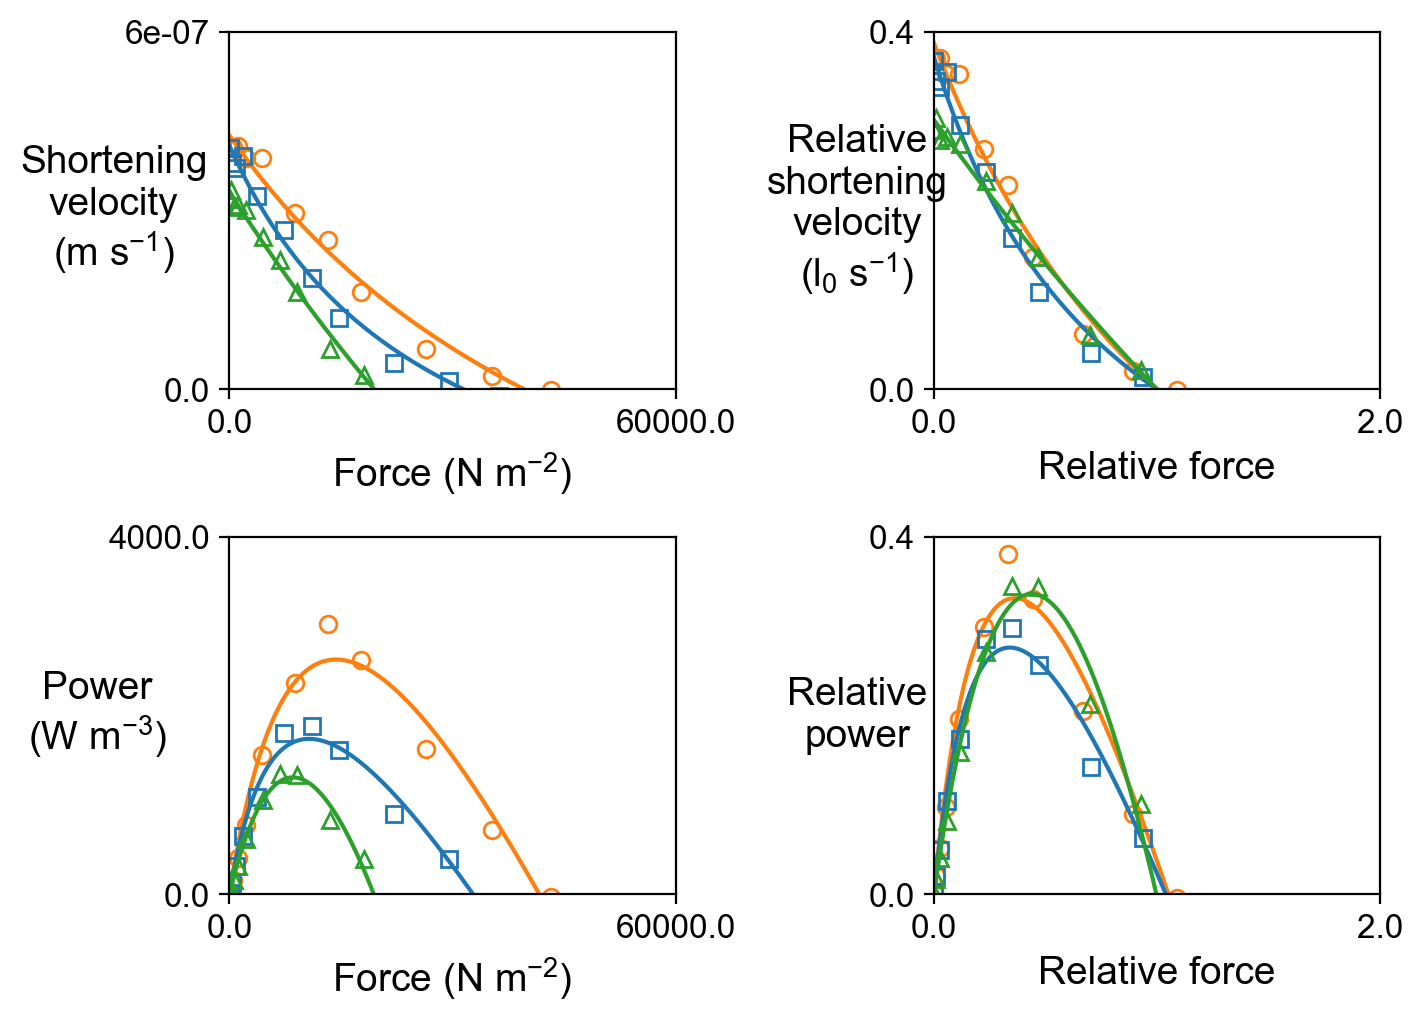 6e-07
Shortening
velocity
(m s⁻¹)
0.0
0.0 60000.0
Force (N m⁻²)
0.4
Relative
shortening
velocity
(l₀ s⁻¹)
0.0
0.0 2.0
Relative force
4000.0
Power
(W m⁻³)
0.0
0.0 60000.0
Force (N m⁻²)
0.4
Relative
power
0.0
0.0 2.0
Relative force